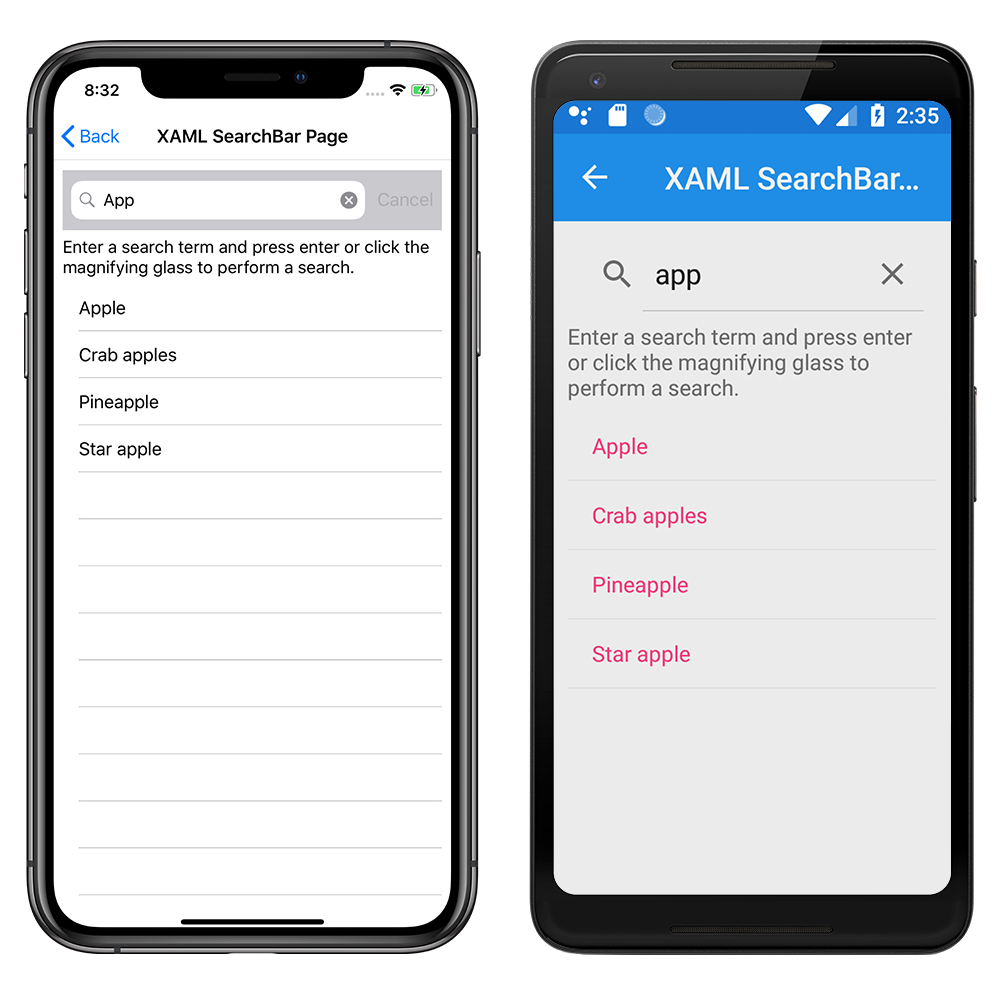 8:32
Back
XAML SearchBar Page
App
Cancel
Enter a search term and press enter or click the
magnifying glass to perform a search.
Apple
Crab apples
Pineapple
Star apple
2:35
XAML SearchBar...
app
Enter a search term and press enter
or click the magnifying glass to
perform a search.
Apple
Crab apples
Pineapple
Star apple